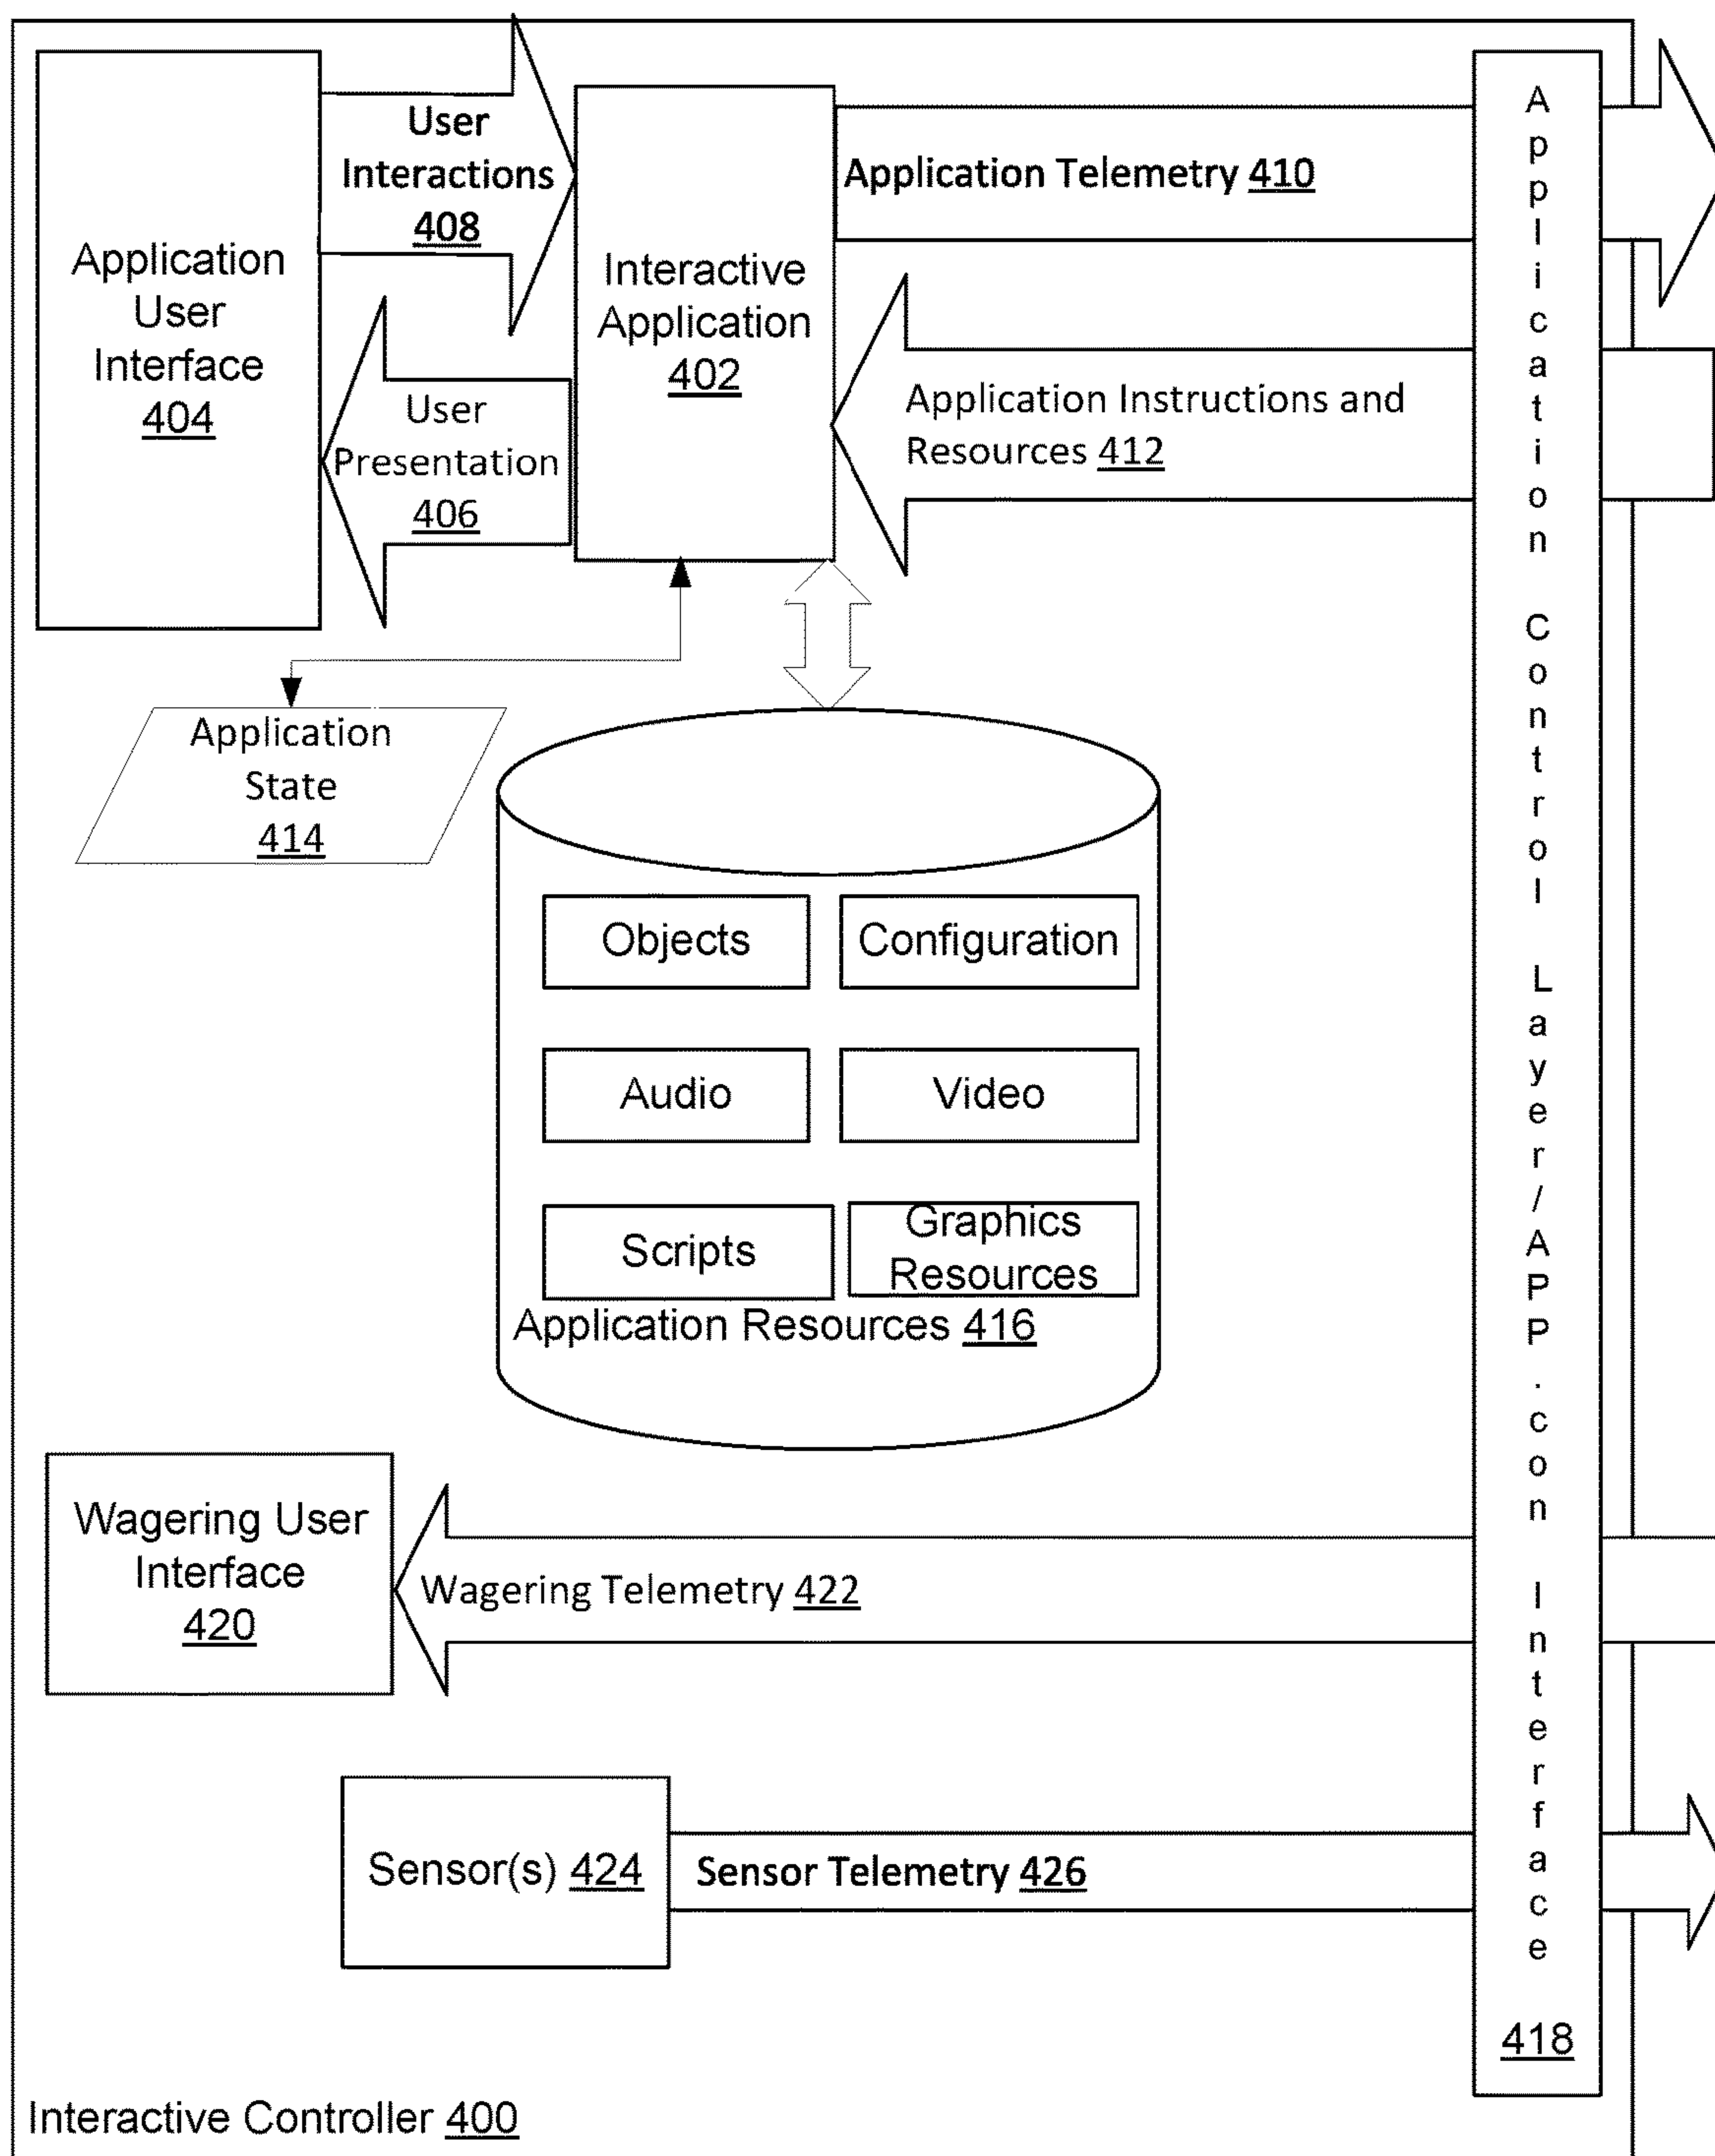 Application
User
Interface
404
User
Interactions
408
User
Presentation
406
Interactive
Application
402
Application Telemetry 410
Application Instructions and
Resources 412
Application
State
414
Objects
Configuration
Audio
Video
Scripts
Graphics
Resources
Application Resources 416
Wagering User
Interface
420
Wagering Telemetry 422
Sensor(s) 424
Sensor Telemetry 426
Application Control Layer/APP.con Interface
418
Interactive Controller 400